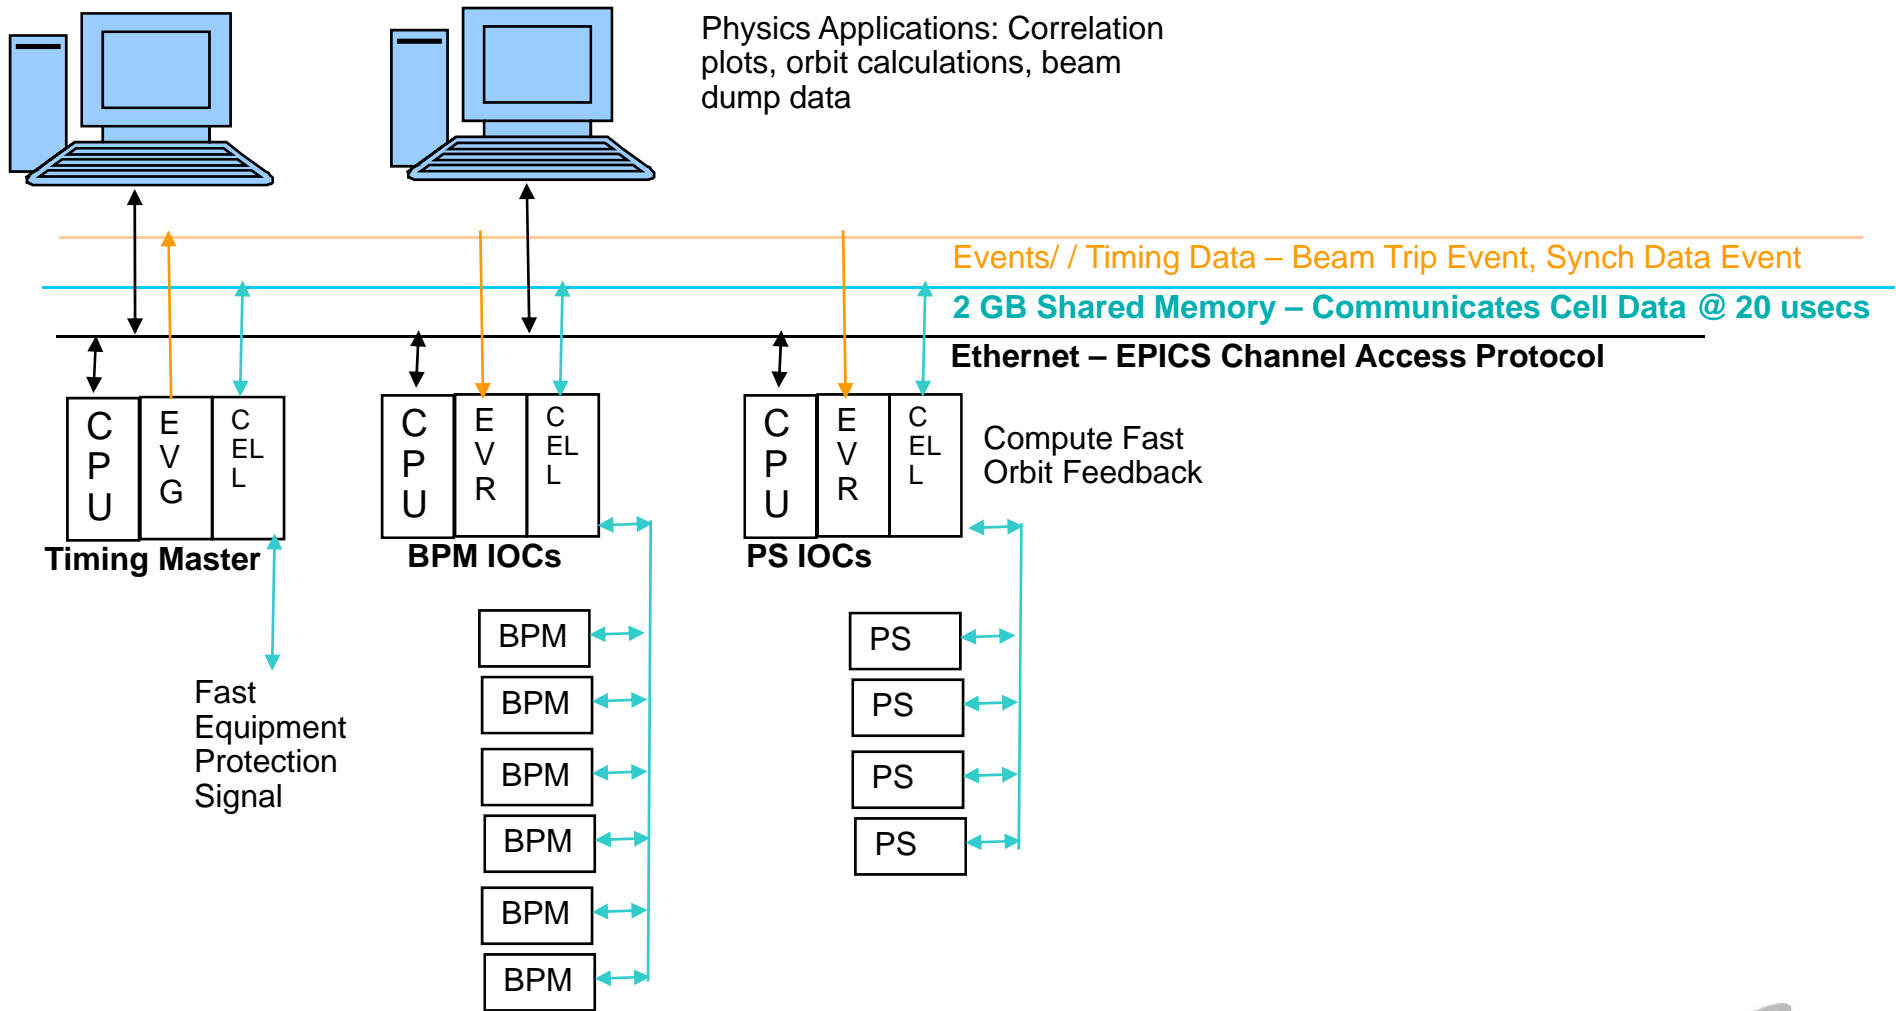 Physics Applications: Correlation
plots, orbit calculations, beam
dump data
Events/ / Timing Data – Beam Trip Event, Synch Data Event
2 GB Shared Memory – Communicates Cell Data @ 20 usecs
Ethernet – EPICS Channel Access Protocol
C
P
U
E
V
G
C
EL
L
Timing Master
C
P
U
E
V
R
C
EL
L
BPM IOCs
C
P
U
E
V
R
C
EL
L
PS IOCs
Compute Fast
Orbit Feedback
Fast
Equipment
Protection
Signal
BPM
BPM
BPM
BPM
BPM
BPM
PS
PS
PS
PS